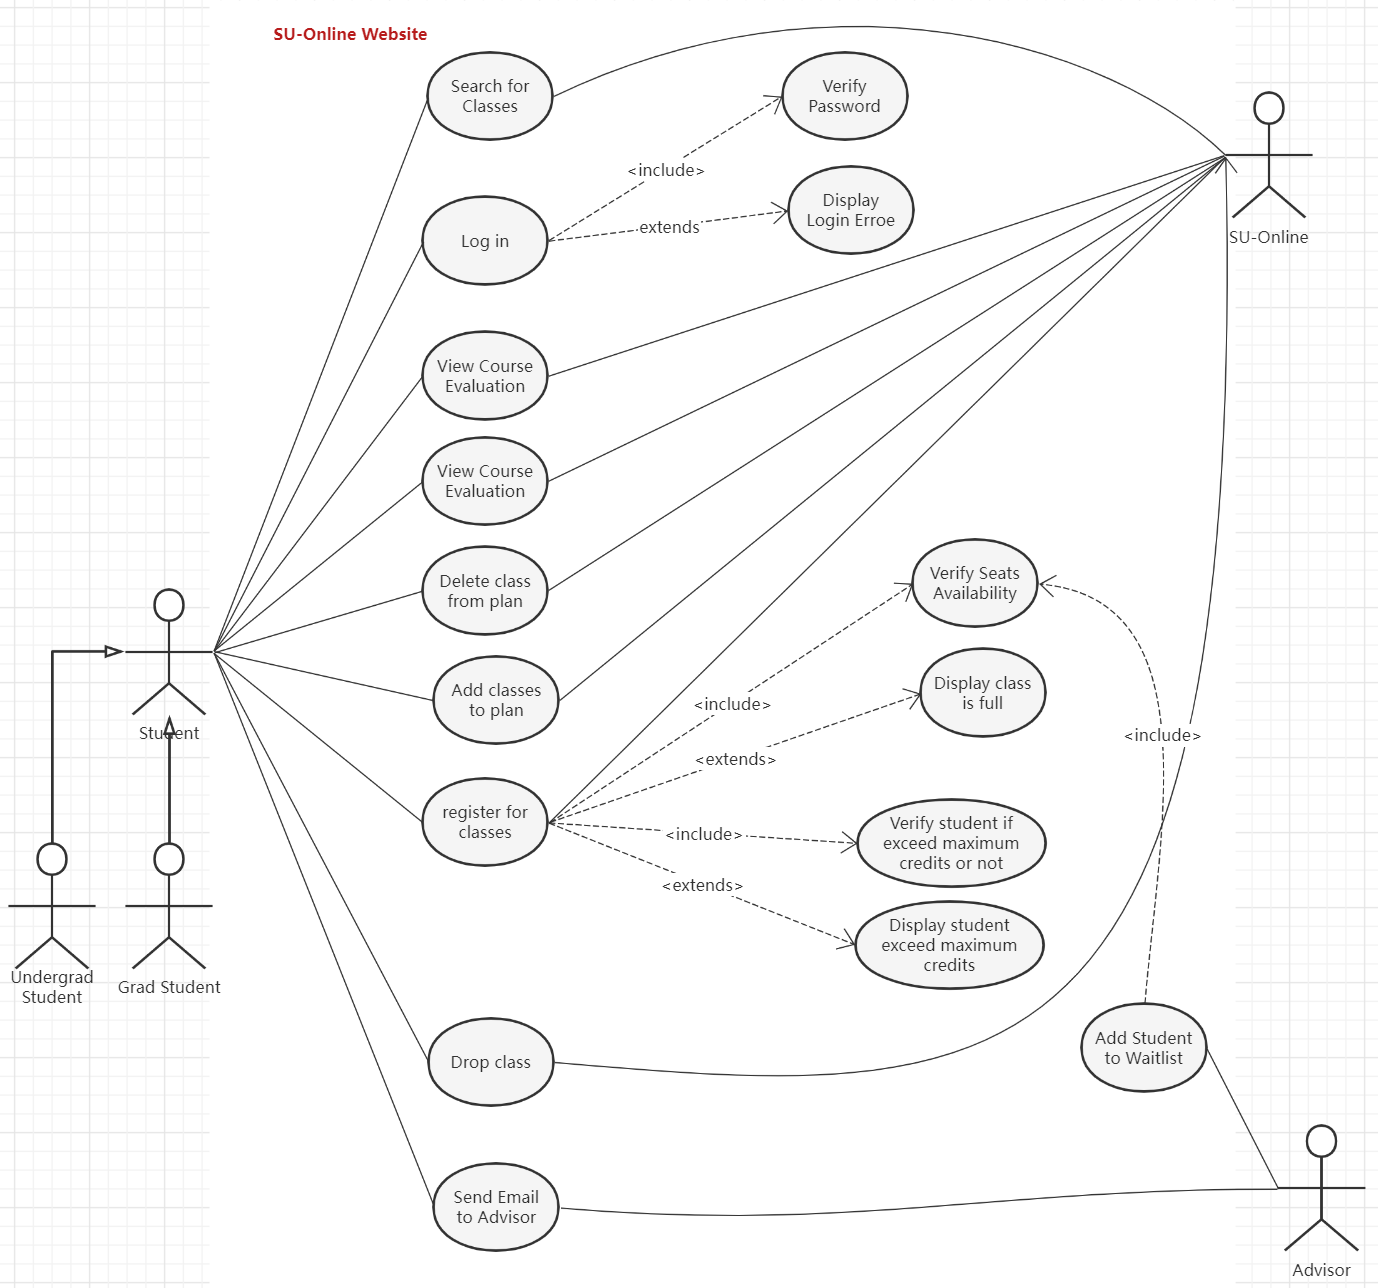 SU-Online Website
Search for
Classes
Verify
Password
<include>
Display
Login Erroe
extends
Log in
SU-Online
View Course
Evaluation
View Course
Evaluation
Delete class
from plan
Verify Seats
Availability
Student
Add classes
to plan
<include>
Display class
is full
<include>
<extends>
register for
classes
<include>
Verify student if
exceed maximum
credits or not
<extends>
Display student
exceed maximum
credits
Undergrad
Student
Grad Student
Drop class
Add Student
to Waitlist
Send Email
to Advisor
Advisor